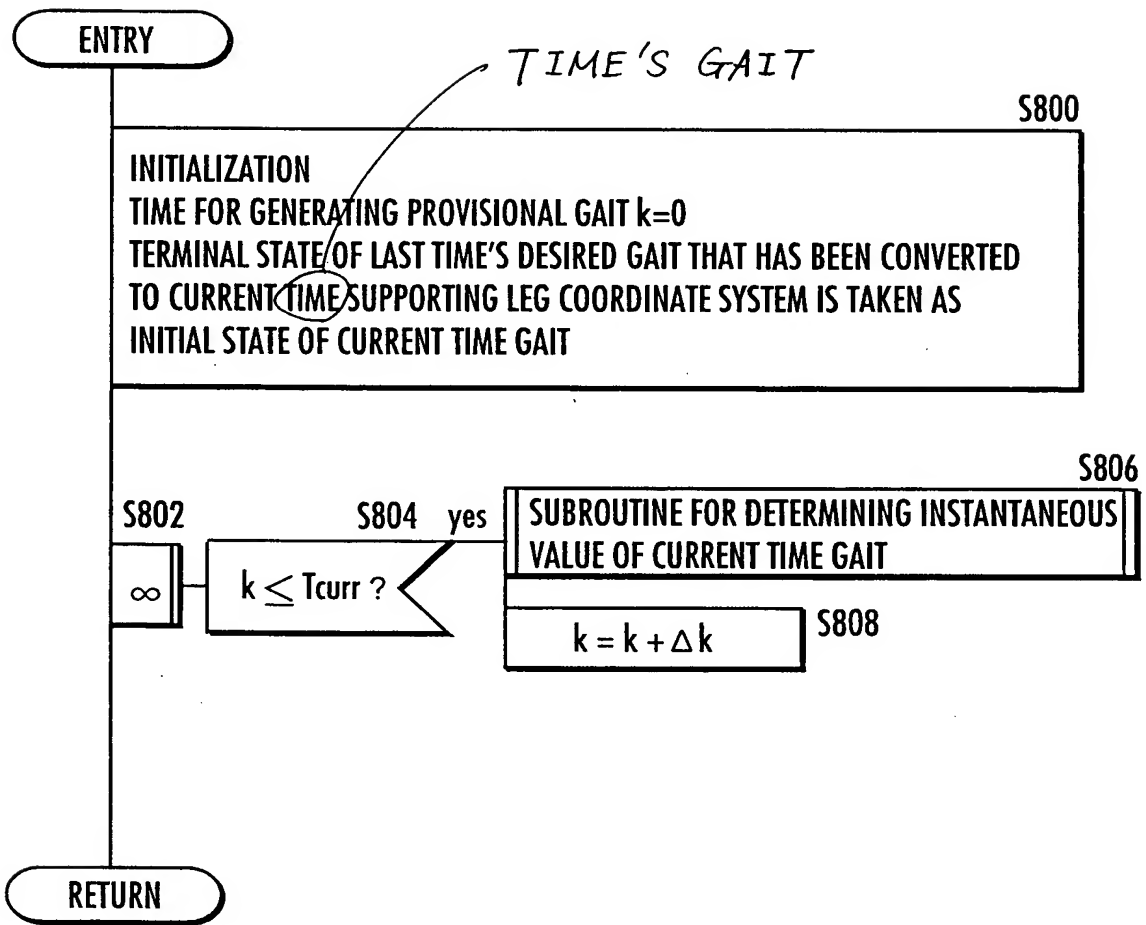 ENTRY
TIME'S GAIT
S800
INITIALIZATION
TIME FOR GENERATING PROVISIONAL GAIT k=0
TERMINAL STATE OF LAST TIME'S DESIRED GAIT THAT HAS BEEN CONVERTED
TO CURRENT TIME SUPPORTING LEG COORDINATE SYSTEM IS TAKEN AS
INITIAL STATE OF CURRENT TIME GAIT
S802
∞
S804 yes
k ≤ Tcurr ?
S806
SUBROUTINE FOR DETERMINING INSTANTANEOUS
VALUE OF CURRENT TIME GAIT
k = k + Δk
S808
RETURN